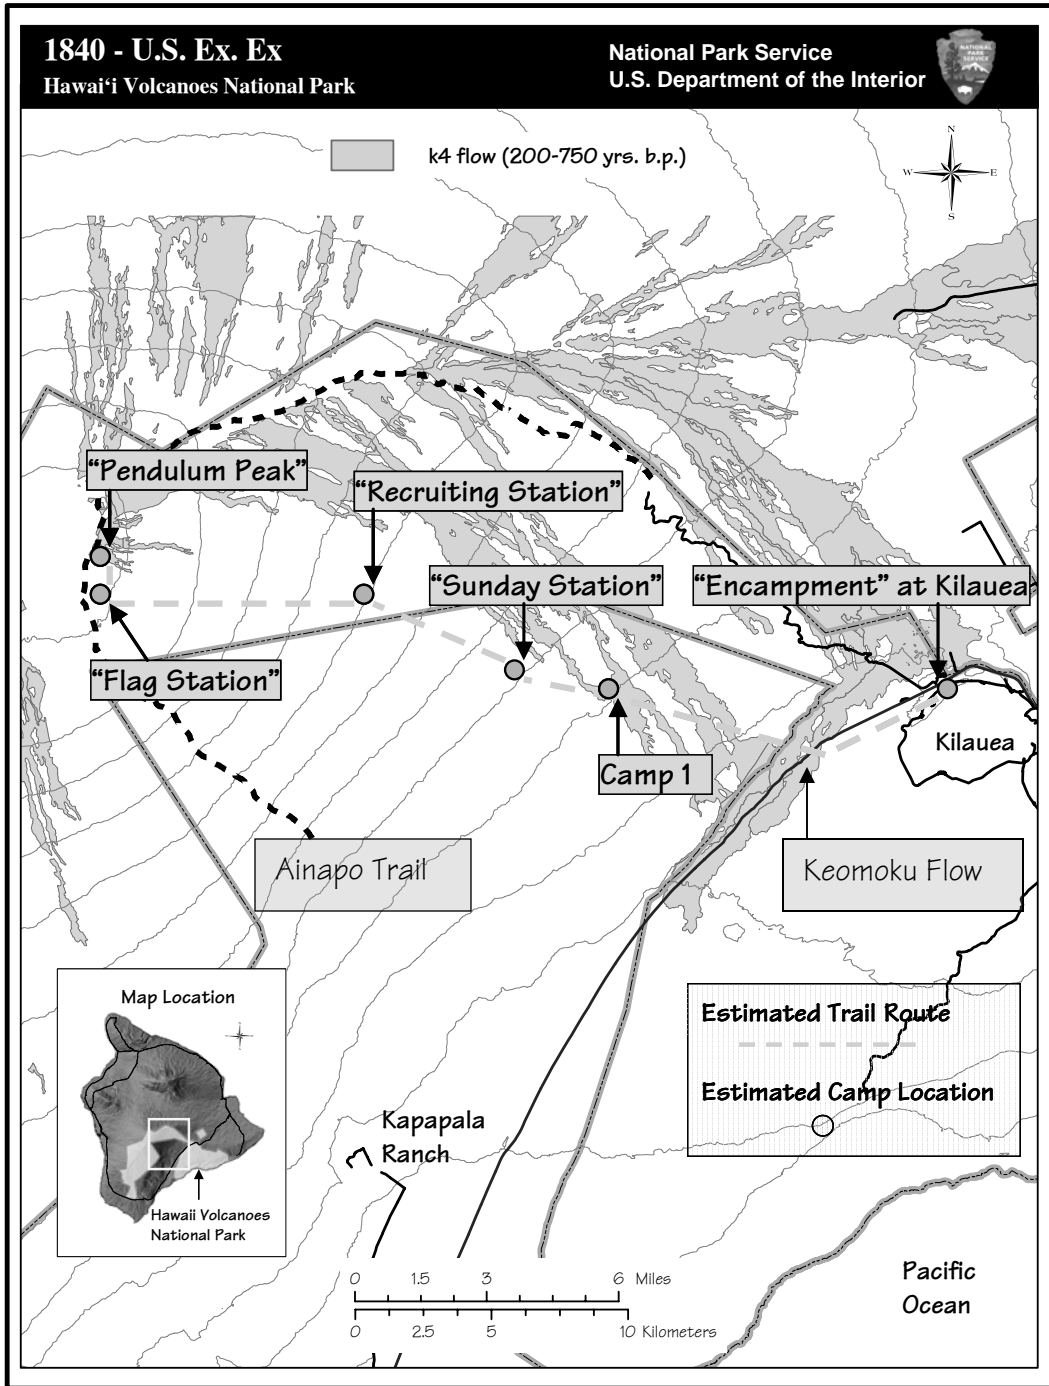 1840 - U.S. Ex. Ex
Hawai‘i Volcanoes National Park
National Park Service
U.S. Department of the Interior
NATIONAL
PARK
SERVICE
k4 flow (200-750 yrs. b.p.)
N
W
E
S
“Pendulum Peak”
“Recruiting Station”
“Sunday Station”
“Encampment” at Kilauea
“Flag Station”
Kilauea
Camp 1
Ainapo Trail
Keomoku Flow
Map Location
Hawaii Volcanoes
National Park
Estimated Trail Route
Estimated Camp Location
Kapapala
Ranch
0 1.5 3 6 Miles
0 2.5 5 10 Kilometers
Pacific
Ocean